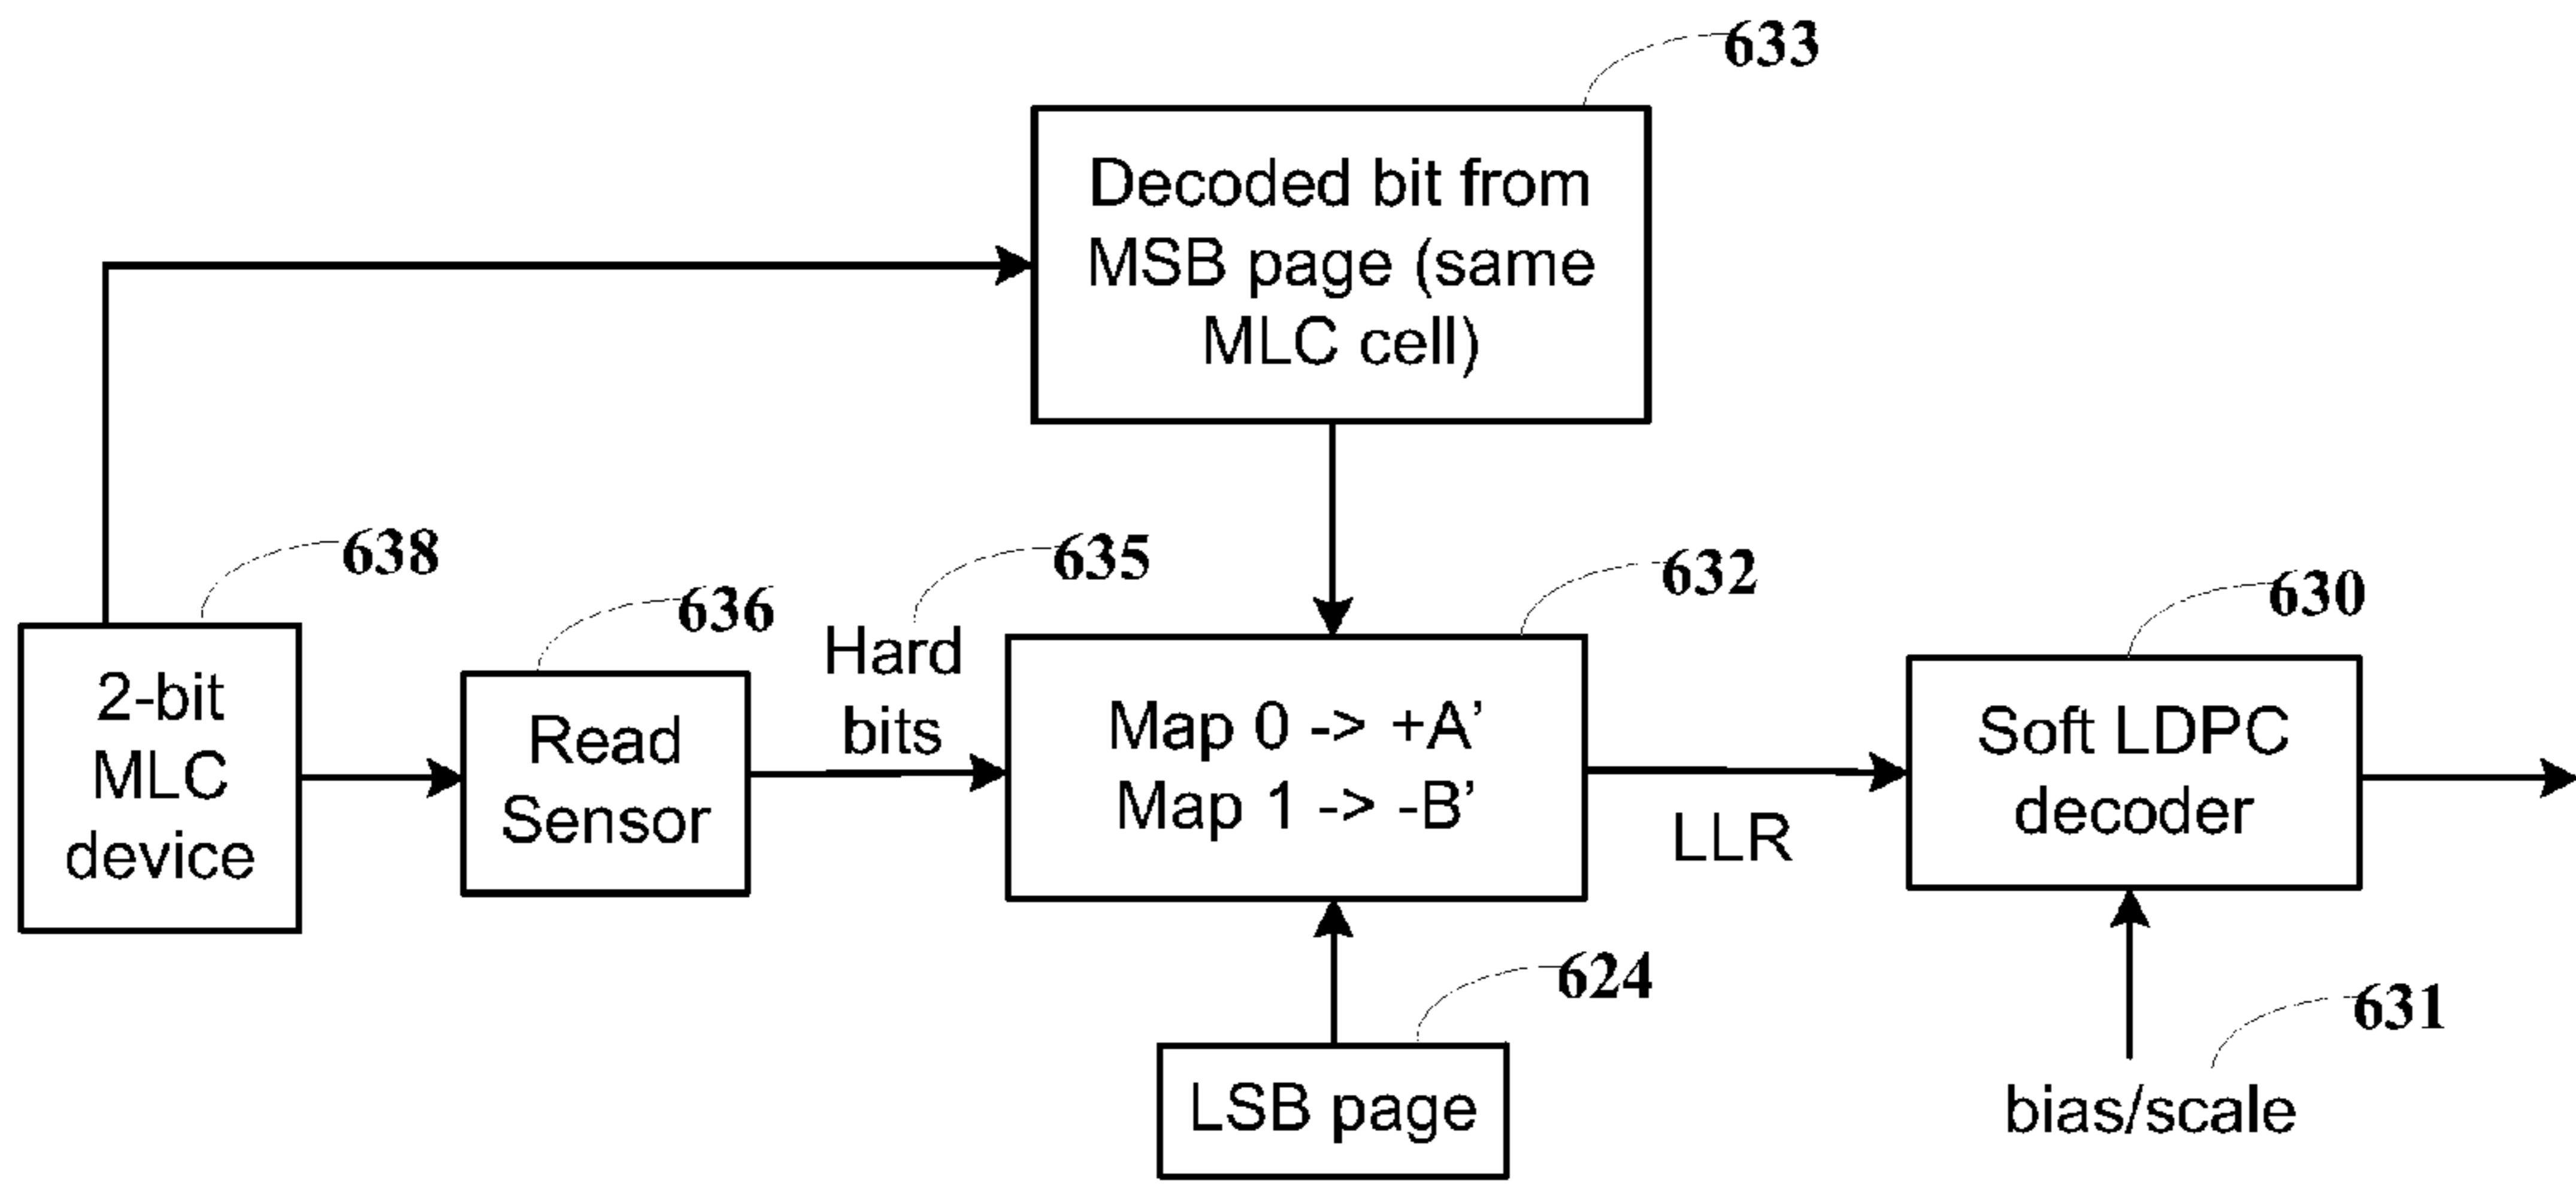 633
Decoded bit from
MSB page (same
MLC cell)
638
636
635
632
630
2-bit
MLC
device
Read
Sensor
Hard
bits
Map 0 -> +A’
Map 1 -> -B’
LLR
Soft LDPC
decoder
624
LSB page
631
bias/scale